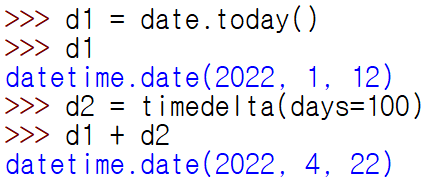 >>> d1 = date.today()
>>> d1
datetime.date(2022, 1, 12)
>>> d2 = timedelta(days=100)
>>> d1 + d2
datetime.date(2022, 4, 22)